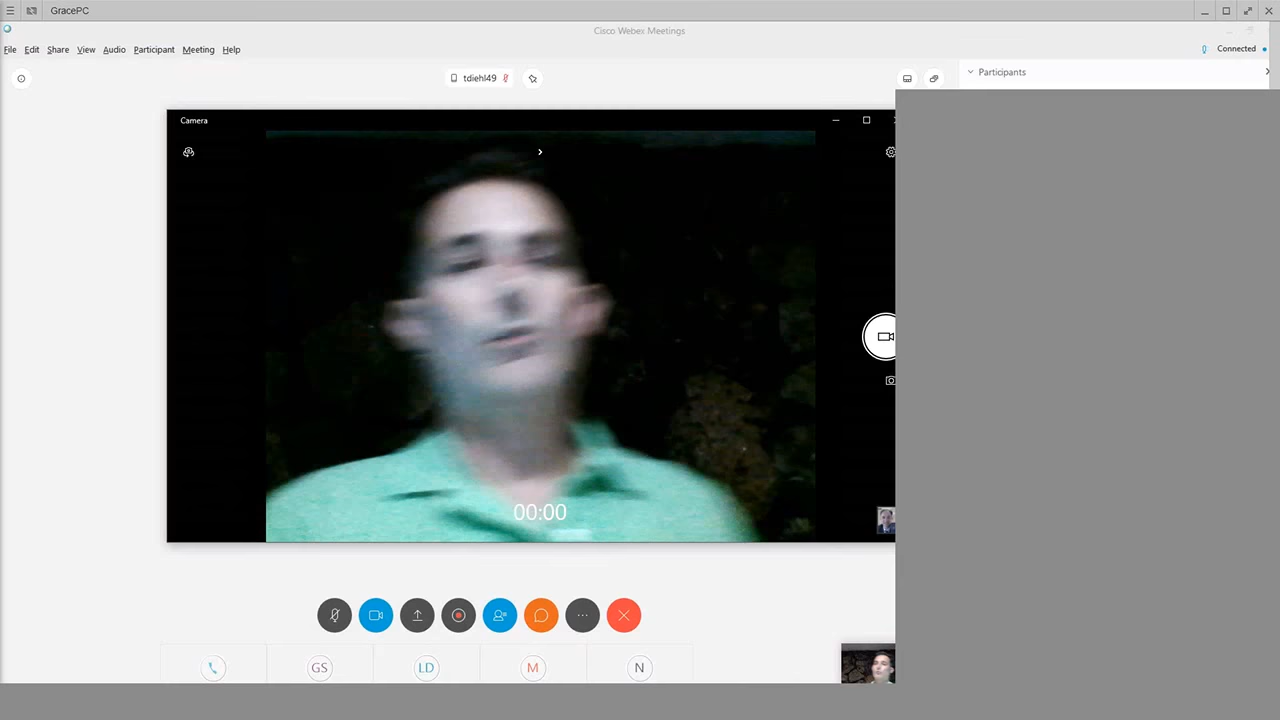 GracePC
Cisco Webex Meetings
File Edit Share View Audio Participant Meeting Help
Connected
tdiehl49
Participants
Camera
00:00
GS
LD
M
N